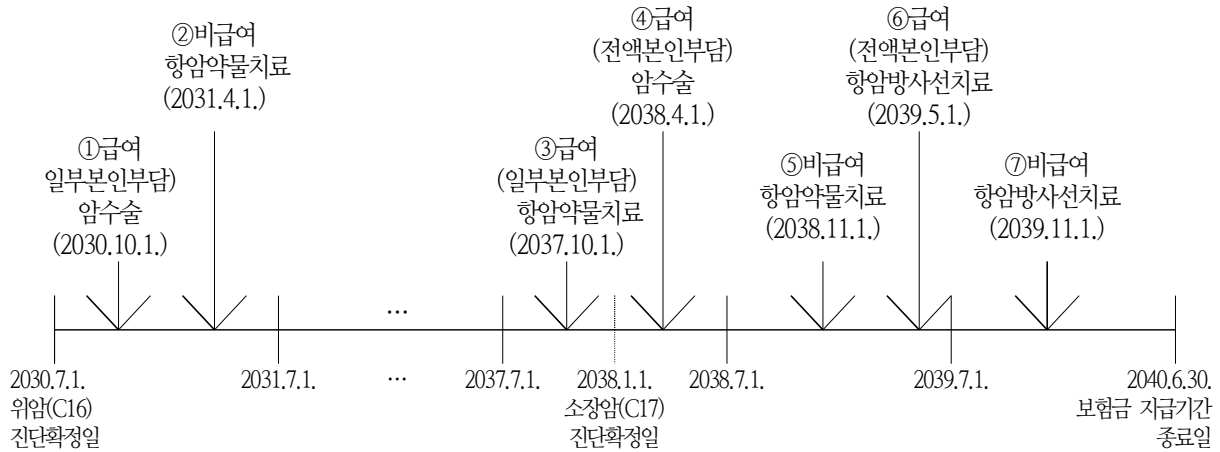 ②비급여
항암약물치료
(2031.4.1.)
④급여
(전액본인부담)
암수술
(2038.4.1.)
⑥급여
(전액본인부담)
항암방사선치료
(2039.5.1.)
①급여
일부본인부담)
암수술
(2030.10.1.)
③급여
(일부본인부담)
항암약물치료
(2037.10.1.)
⑤비급여
항암약물치료
(2038.11.1.)
⑦비급여
항암방사선치료
(2039.11.1.)
...
2030.7.1.
위암(C16)
진단확정일
2031.7.1.
...
2037.7.1.
2038.1.1.
소장암(C17)
진단확정일
2038.7.1.
2039.7.1.
2040.6.30.
보험금 지급기간
종료일